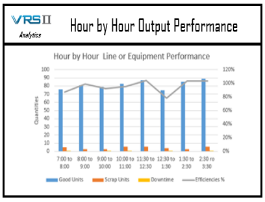 VRSII
Analytics
Hour by Hour Output Performance
Hour by Hour Line or Equipment Performance
100
90
80
70
60
50
40
30
20
10
0
Quantities
120%
100%
80%
60%
40%
20%
0%
7:00 to 8:00 to 9:00 to 10:00 to 11:30 to 12:30 to 1:30 to 2:30 to
8:00 9:00 10:00 11:00 12:30 1:30 2:30 3:30
Good Units Scrap Units Downtime Efficiencies %